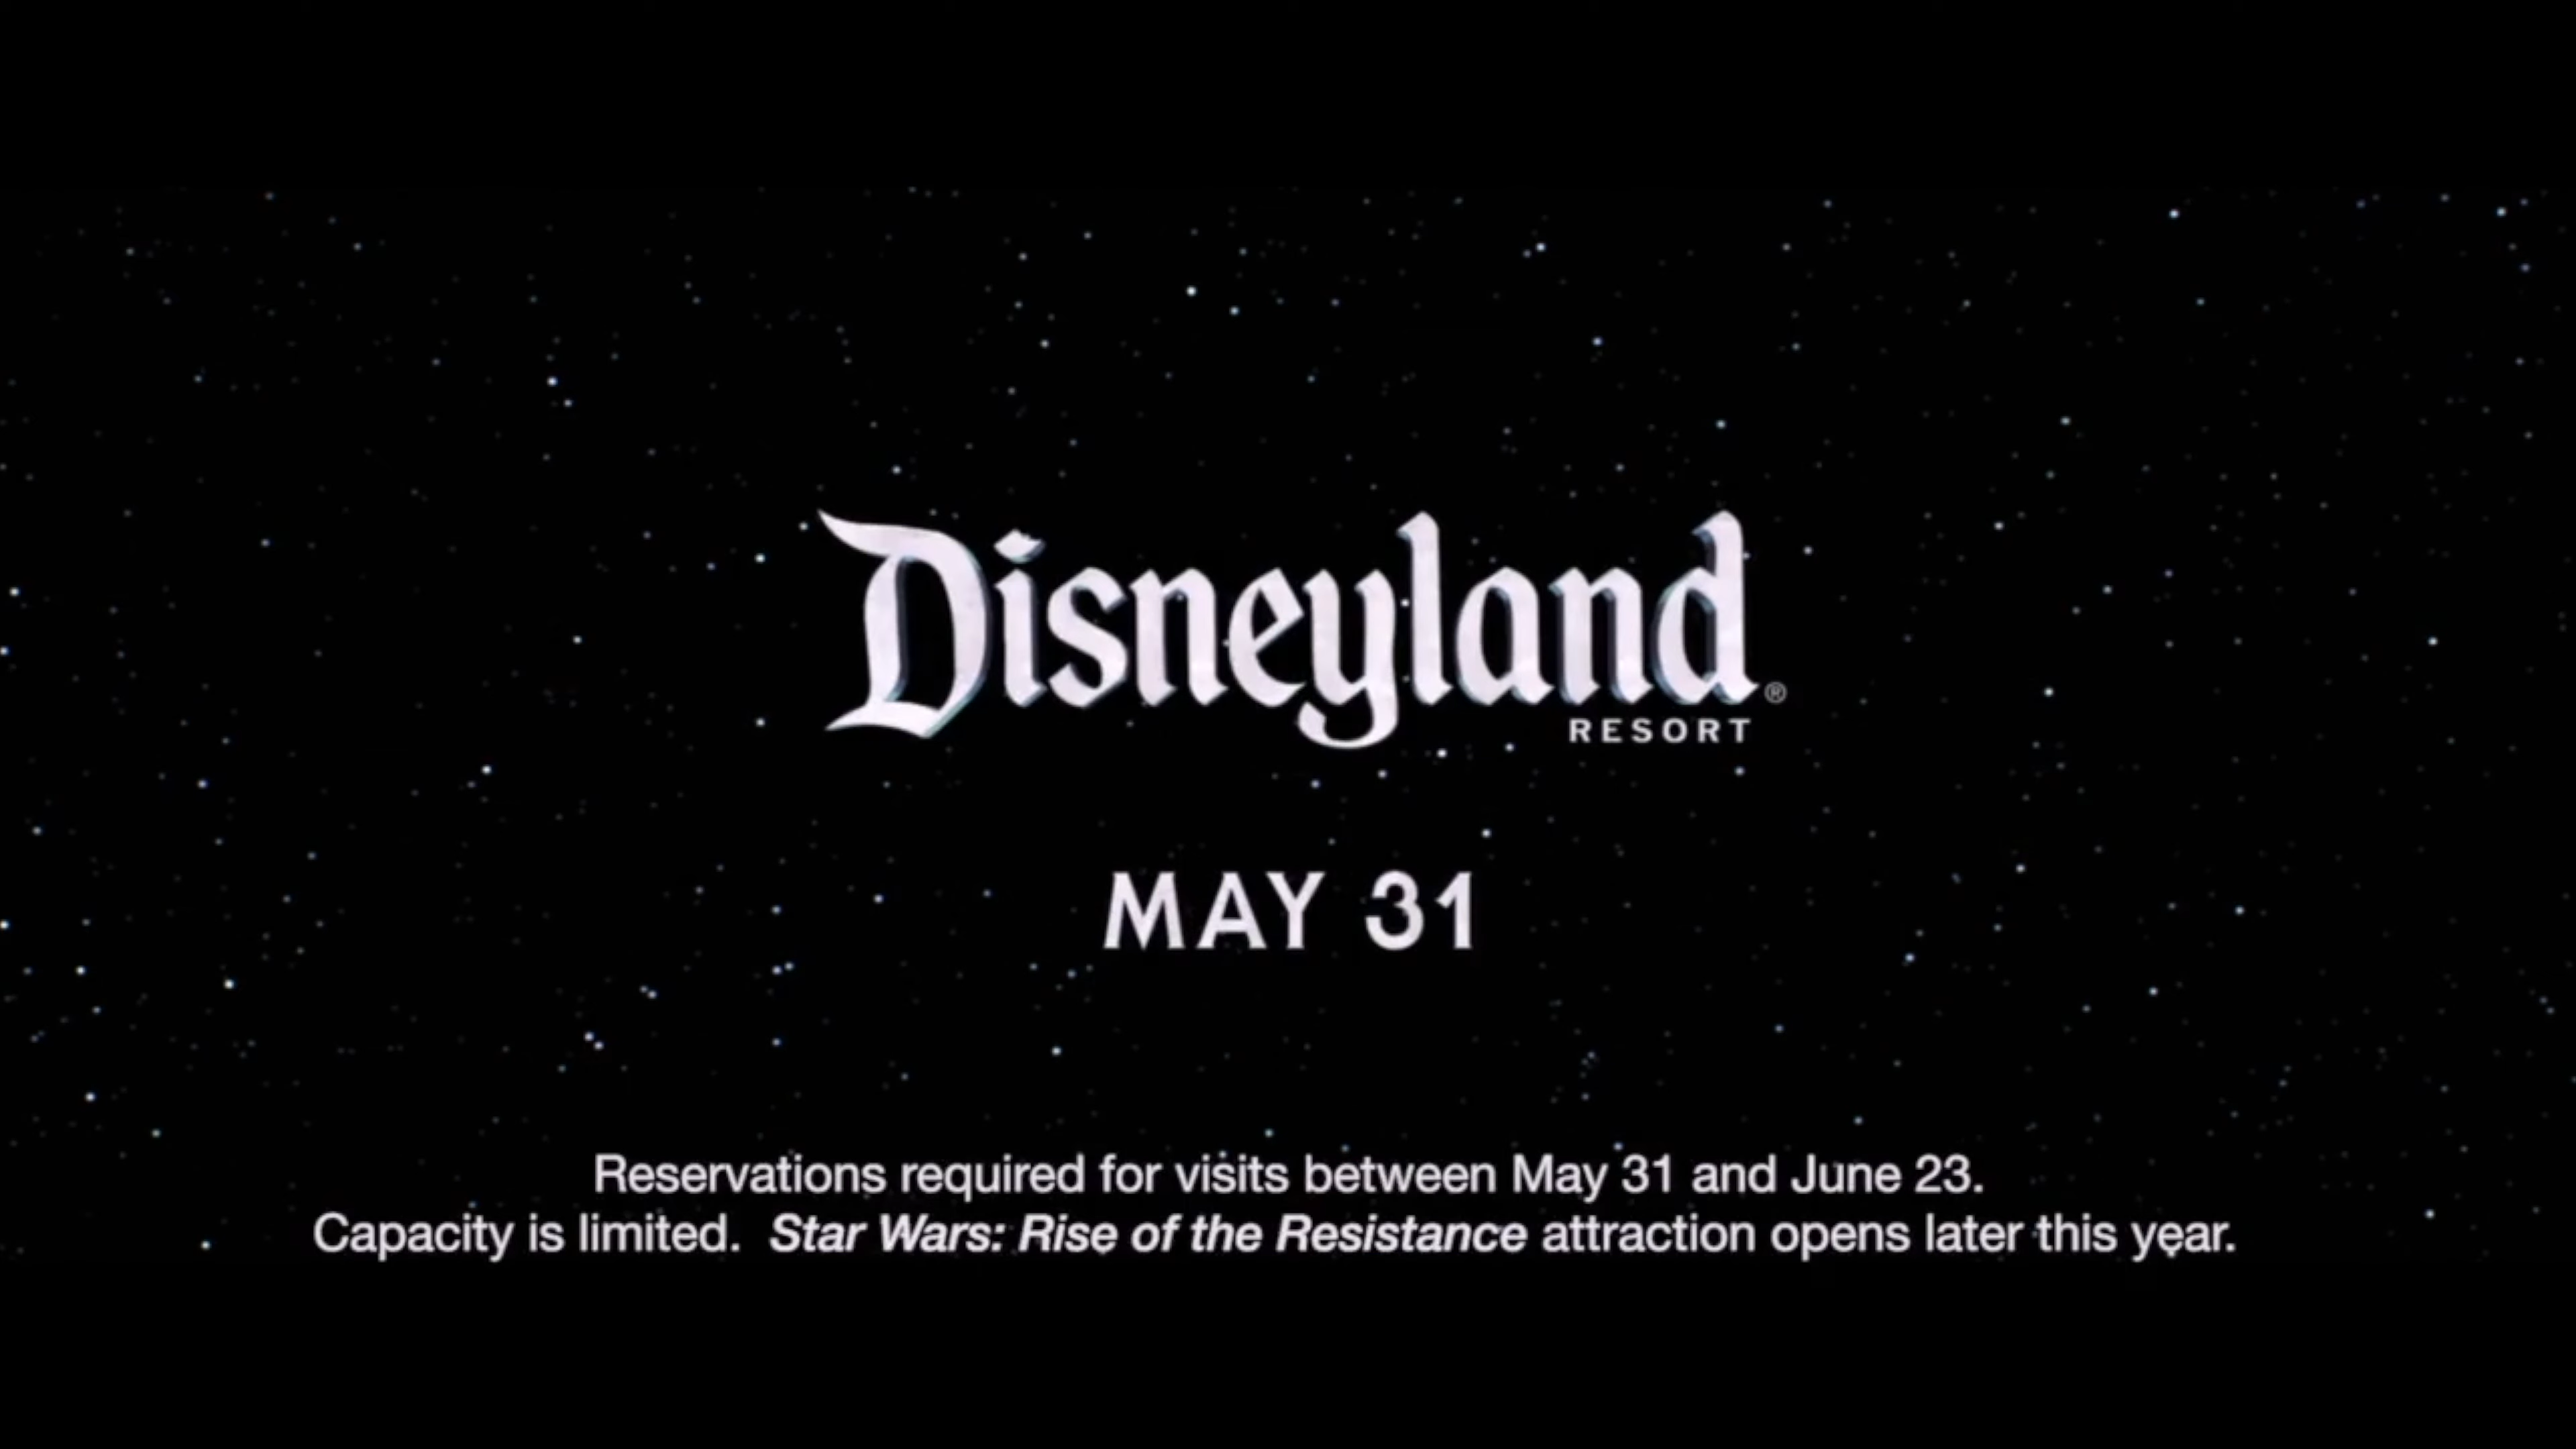 Disneyland®
RESORT
MAY 31
Reservations required for visits between May 31 and June 23.
Capacity is limited. Star Wars: Rise of the Resistance attraction opens later this year.